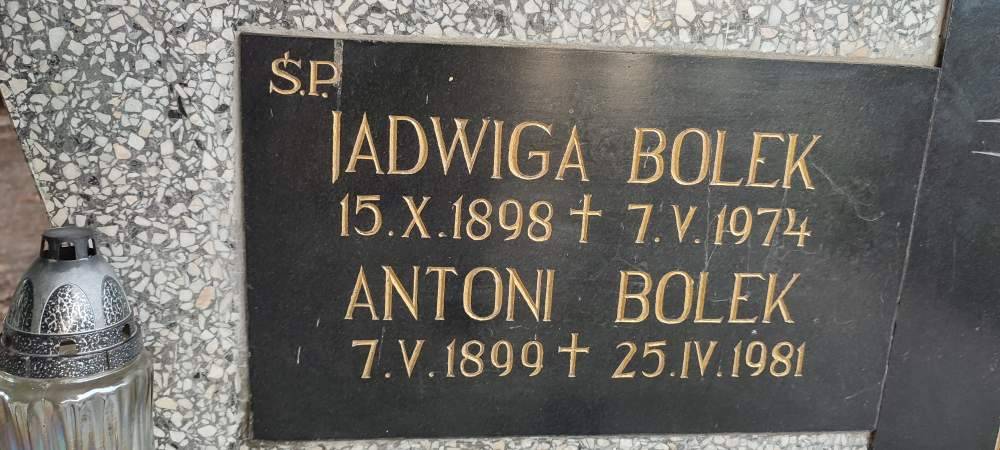 Ś.P.
JADWIGA BOLEK
15.X.1898 † 7.V.1974
ANTONI BOLEK
7.V.1899 † 25.IV.1981